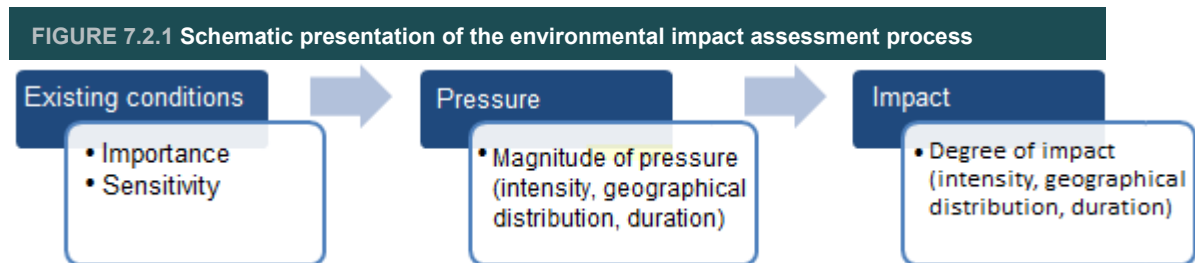 FIGURE 7.2.1 Schematic presentation of the environmental impact assessment process
Existing conditions
• Importance
• Sensitivity
Pressure
• Magnitude of pressure
(intensity, geographical
distribution, duration)
Impact
• Degree of impact
(intensity, geographical
distribution, duration)